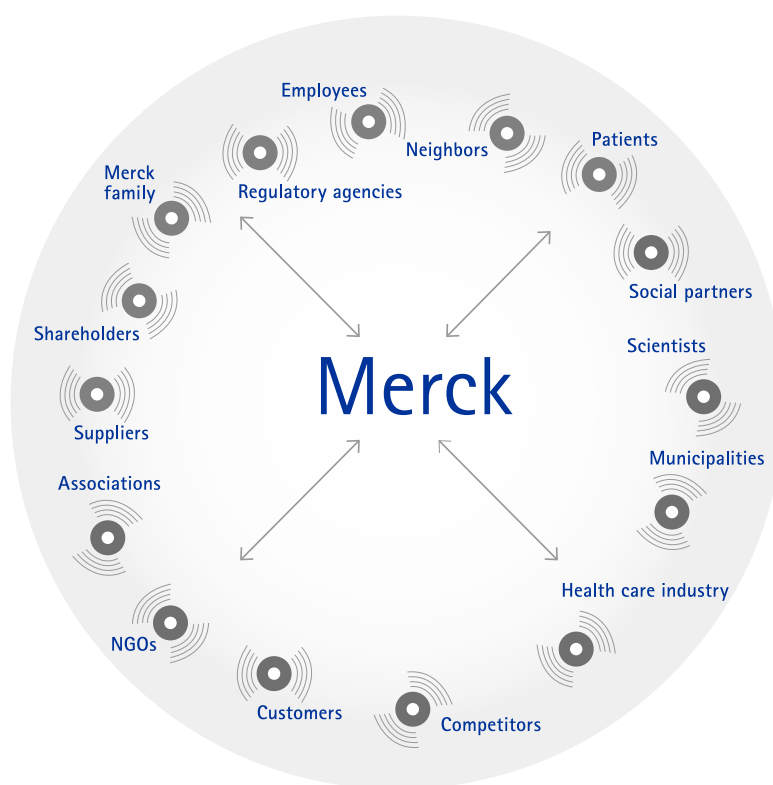 Employees
Neighbors
Patients
Merck
family
Regulatory agencies
Social partners
Shareholders
Scientists
Merck
Suppliers
Municipalities
Associations
Health care industry
NGOs
Customers
Competitors